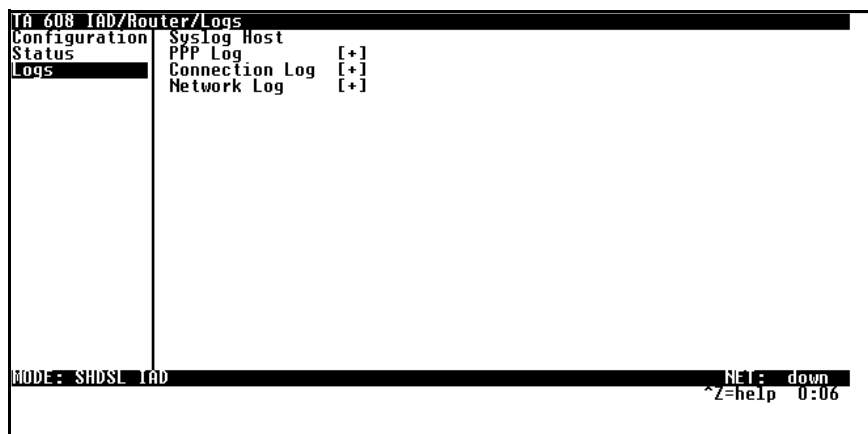 TA 608 IAD/Router/Logs
Configuration Syslog Host
Status PPP Log [+]
Logs Connection Log [+]
Network Log [+]
MODE: SHDSL IAD NET: down
^Z=help 0:06